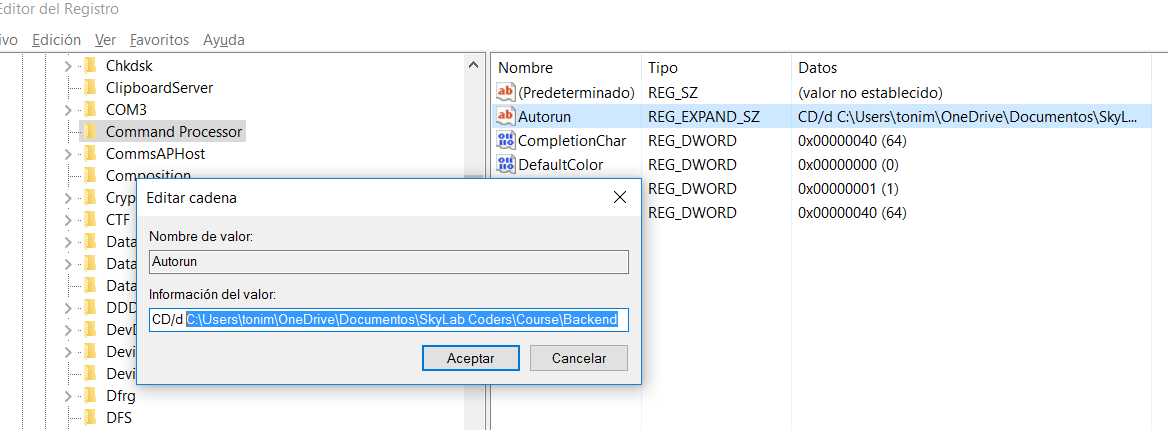 Editor del Registro
ivo Edición Ver Favoritos Ayuda
Chkdsk
ClipboardServer
COM3
Command Processor
CommsAPHost
Composition
Cryp
CTF
Data
Data
Data
DDD
DevD
Devi
Devi
Dfrg
DFS
Nombre Tipo Datos
(Predeterminado) REG_SZ (valor no establecido)
Autorun REG_EXPAND_SZ CD/d C:\Users\tonim\OneDrive\Documentos\SkyL...
CompletionChar REG_DWORD 0x00000040 (64)
DefaultColor REG_DWORD 0x00000000 (0)
REG_DWORD 0x00000001 (1)
REG_DWORD 0x00000040 (64)
Editar cadena
Nombre de valor:
Autorun
Información del valor:
CD/d C:\Users\tonim\OneDrive\Documentos\SkyLab Coders\Course\Backend
Aceptar Cancelar